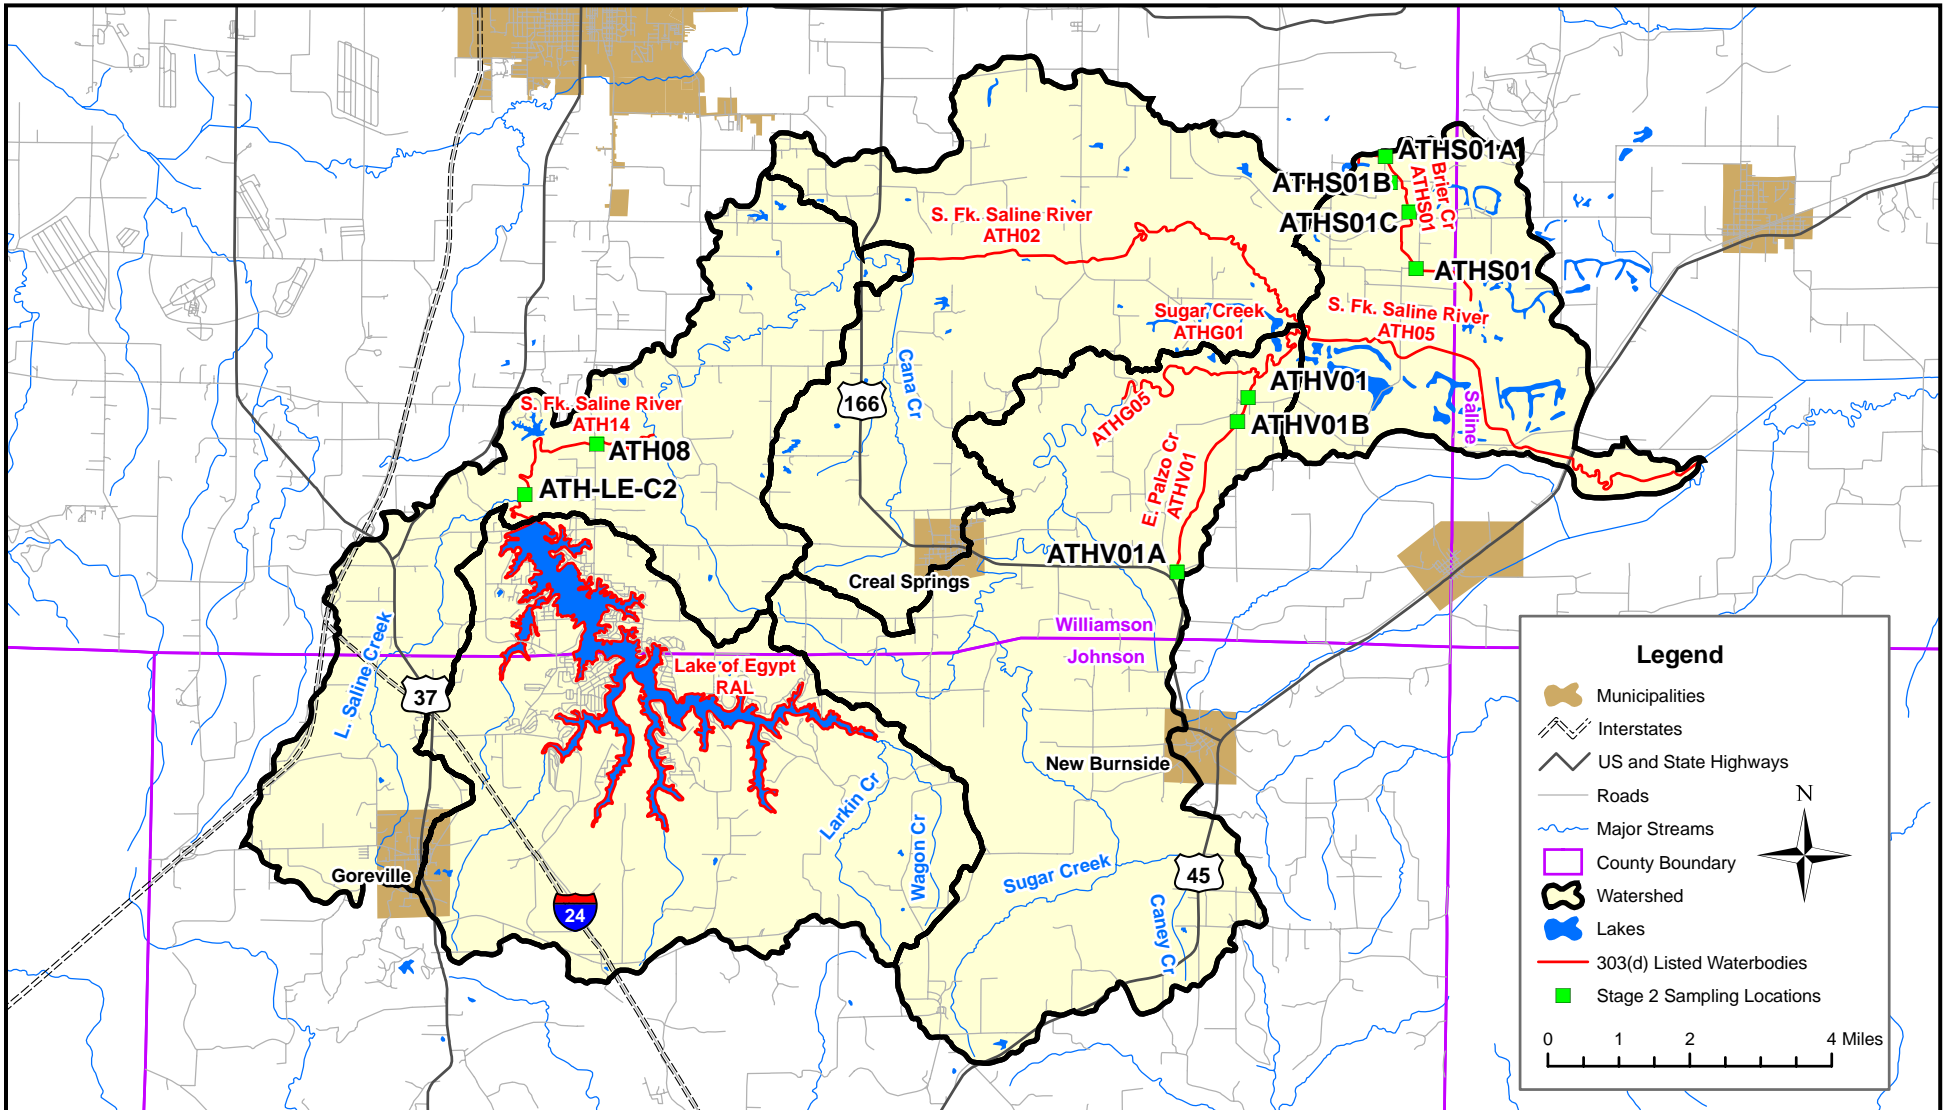 ATHS01A
ATHS01B
Brier Cr
ATHS01
ATHS01C
S. Fk. Saline River
ATH02
ATHS01
Sugar Creek
ATHG01
S. Fk. Saline River
ATH05
Cana Cr
166
ATHV01
ATHG05
ATHV01B
Saline
S. Fk. Saline River
ATH14
ATH08
ATH-LE-C2
E. Palzo Cr
ATHV01
ATHV01A
Creal Springs
Williamson
Johnson
L. Saline Creek
37
Lake of Egypt
RAL
New Burnside
Larkin Cr
Wagon Cr
Sugar Creek
45
Caney Cr
Goreville
24
Legend
Municipalities
Interstates
US and State Highways
Roads
Major Streams
County Boundary
Watershed
Lakes
303(d) Listed Waterbodies
Stage 2 Sampling Locations
N
0 1 2 4 Miles